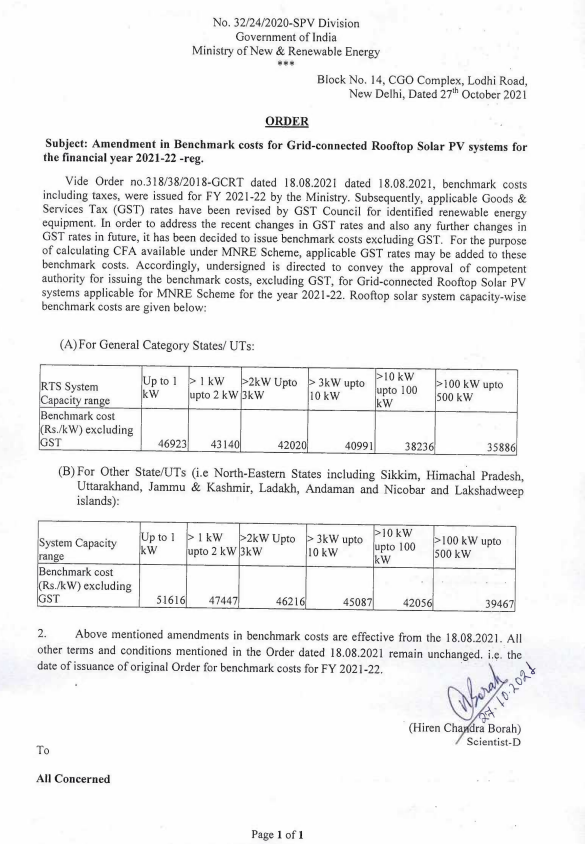 No. 32/24/2020-SPV Division
Government of India
Ministry of New & Renewable Energy
***
Block No. 14, CGO Complex, Lodhi Road,
New Delhi, Dated 27th October 2021
ORDER
Subject: Amendment in Benchmark costs for Grid-connected Rooftop Solar PV systems for
the financial year 2021-22 -reg.
Vide Order no.318/38/2018-GCRT dated 18.08.2021 dated 18.08.2021, benchmark costs
including taxes, were issued for FY 2021-22 by the Ministry. Subsequently, applicable Goods &
Services Tax (GST) rates have been revised by GST Council for identified renewable energy
equipment. In order to address the recent changes in GST rates and also any further changes in
GST rates in future, it has been decided to issue benchmark costs excluding GST. For the purpose
of calculating CFA available under MNRE Scheme, applicable GST rates may be added to these
benchmark costs. Accordingly, undersigned is directed to convey the approval of competent
authority for issuing the benchmark costs, excluding GST, for Grid-connected Rooftop Solar PV
systems applicable for MNRE Scheme for the year 2021-22. Rooftop solar system capacity-wise
benchmark costs are given below:
(A) For General Category States/ UTs:
RTS System Capacity range | Up to 1 kW | > 1 kW upto 2 kW | >2kW Upto 3kW | > 3kW upto 10 kW | >10 kW upto 100 kW | >100 kW upto 500 kW
Benchmark cost (Rs./kW) excluding GST | 46923 | 43140 | 42020 | 40991 | 38236 | 35886
(B) For Other State/UTs (i.e North-Eastern States including Sikkim, Himachal Pradesh,
Uttarakhand, Jammu & Kashmir, Ladakh, Andaman and Nicobar and Lakshadweep
islands):
System Capacity range | Up to 1 kW | > 1 kW upto 2 kW | >2kW Upto 3kW | > 3kW upto 10 kW | >10 kW upto 100 kW | >100 kW upto 500 kW
Benchmark cost (Rs./kW) excluding GST | 51616 | 47447 | 46216 | 45087 | 42056 | 39467
2. Above mentioned amendments in benchmark costs are effective from the 18.08.2021. All
other terms and conditions mentioned in the Order dated 18.08.2021 remain unchanged. i.e. the
date of issuance of original Order for benchmark costs for FY 2021-22.
Borah
27.10.2021
(Hiren Chandra Borah)
Scientist-D
To
All Concerned
Page 1 of 1